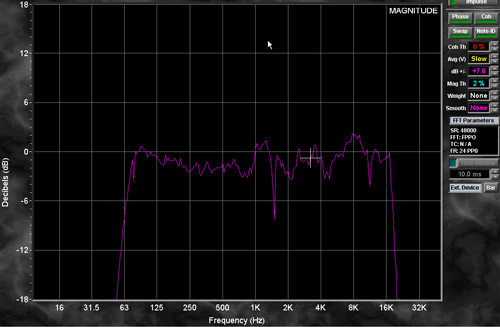 Impulse
MAGNITUDE
Phase Coh
Swap Note ID
Coh Th 0 %
Avg (V) Slow
dB +/- +7.0
Mag Th 2 %
Weight None
Smooth None
FFT Parameters
SR: 48000
FFT: FPPO
TC: N / A
FR: 24 PPO
10.0 ms
Ext. Device Bar
18
12
6
0
-6
-12
-18
Decibels (dB)
16 31.5 63 125 250 500 1K 2K 4K 8K 16K 32K
Frequency (Hz)